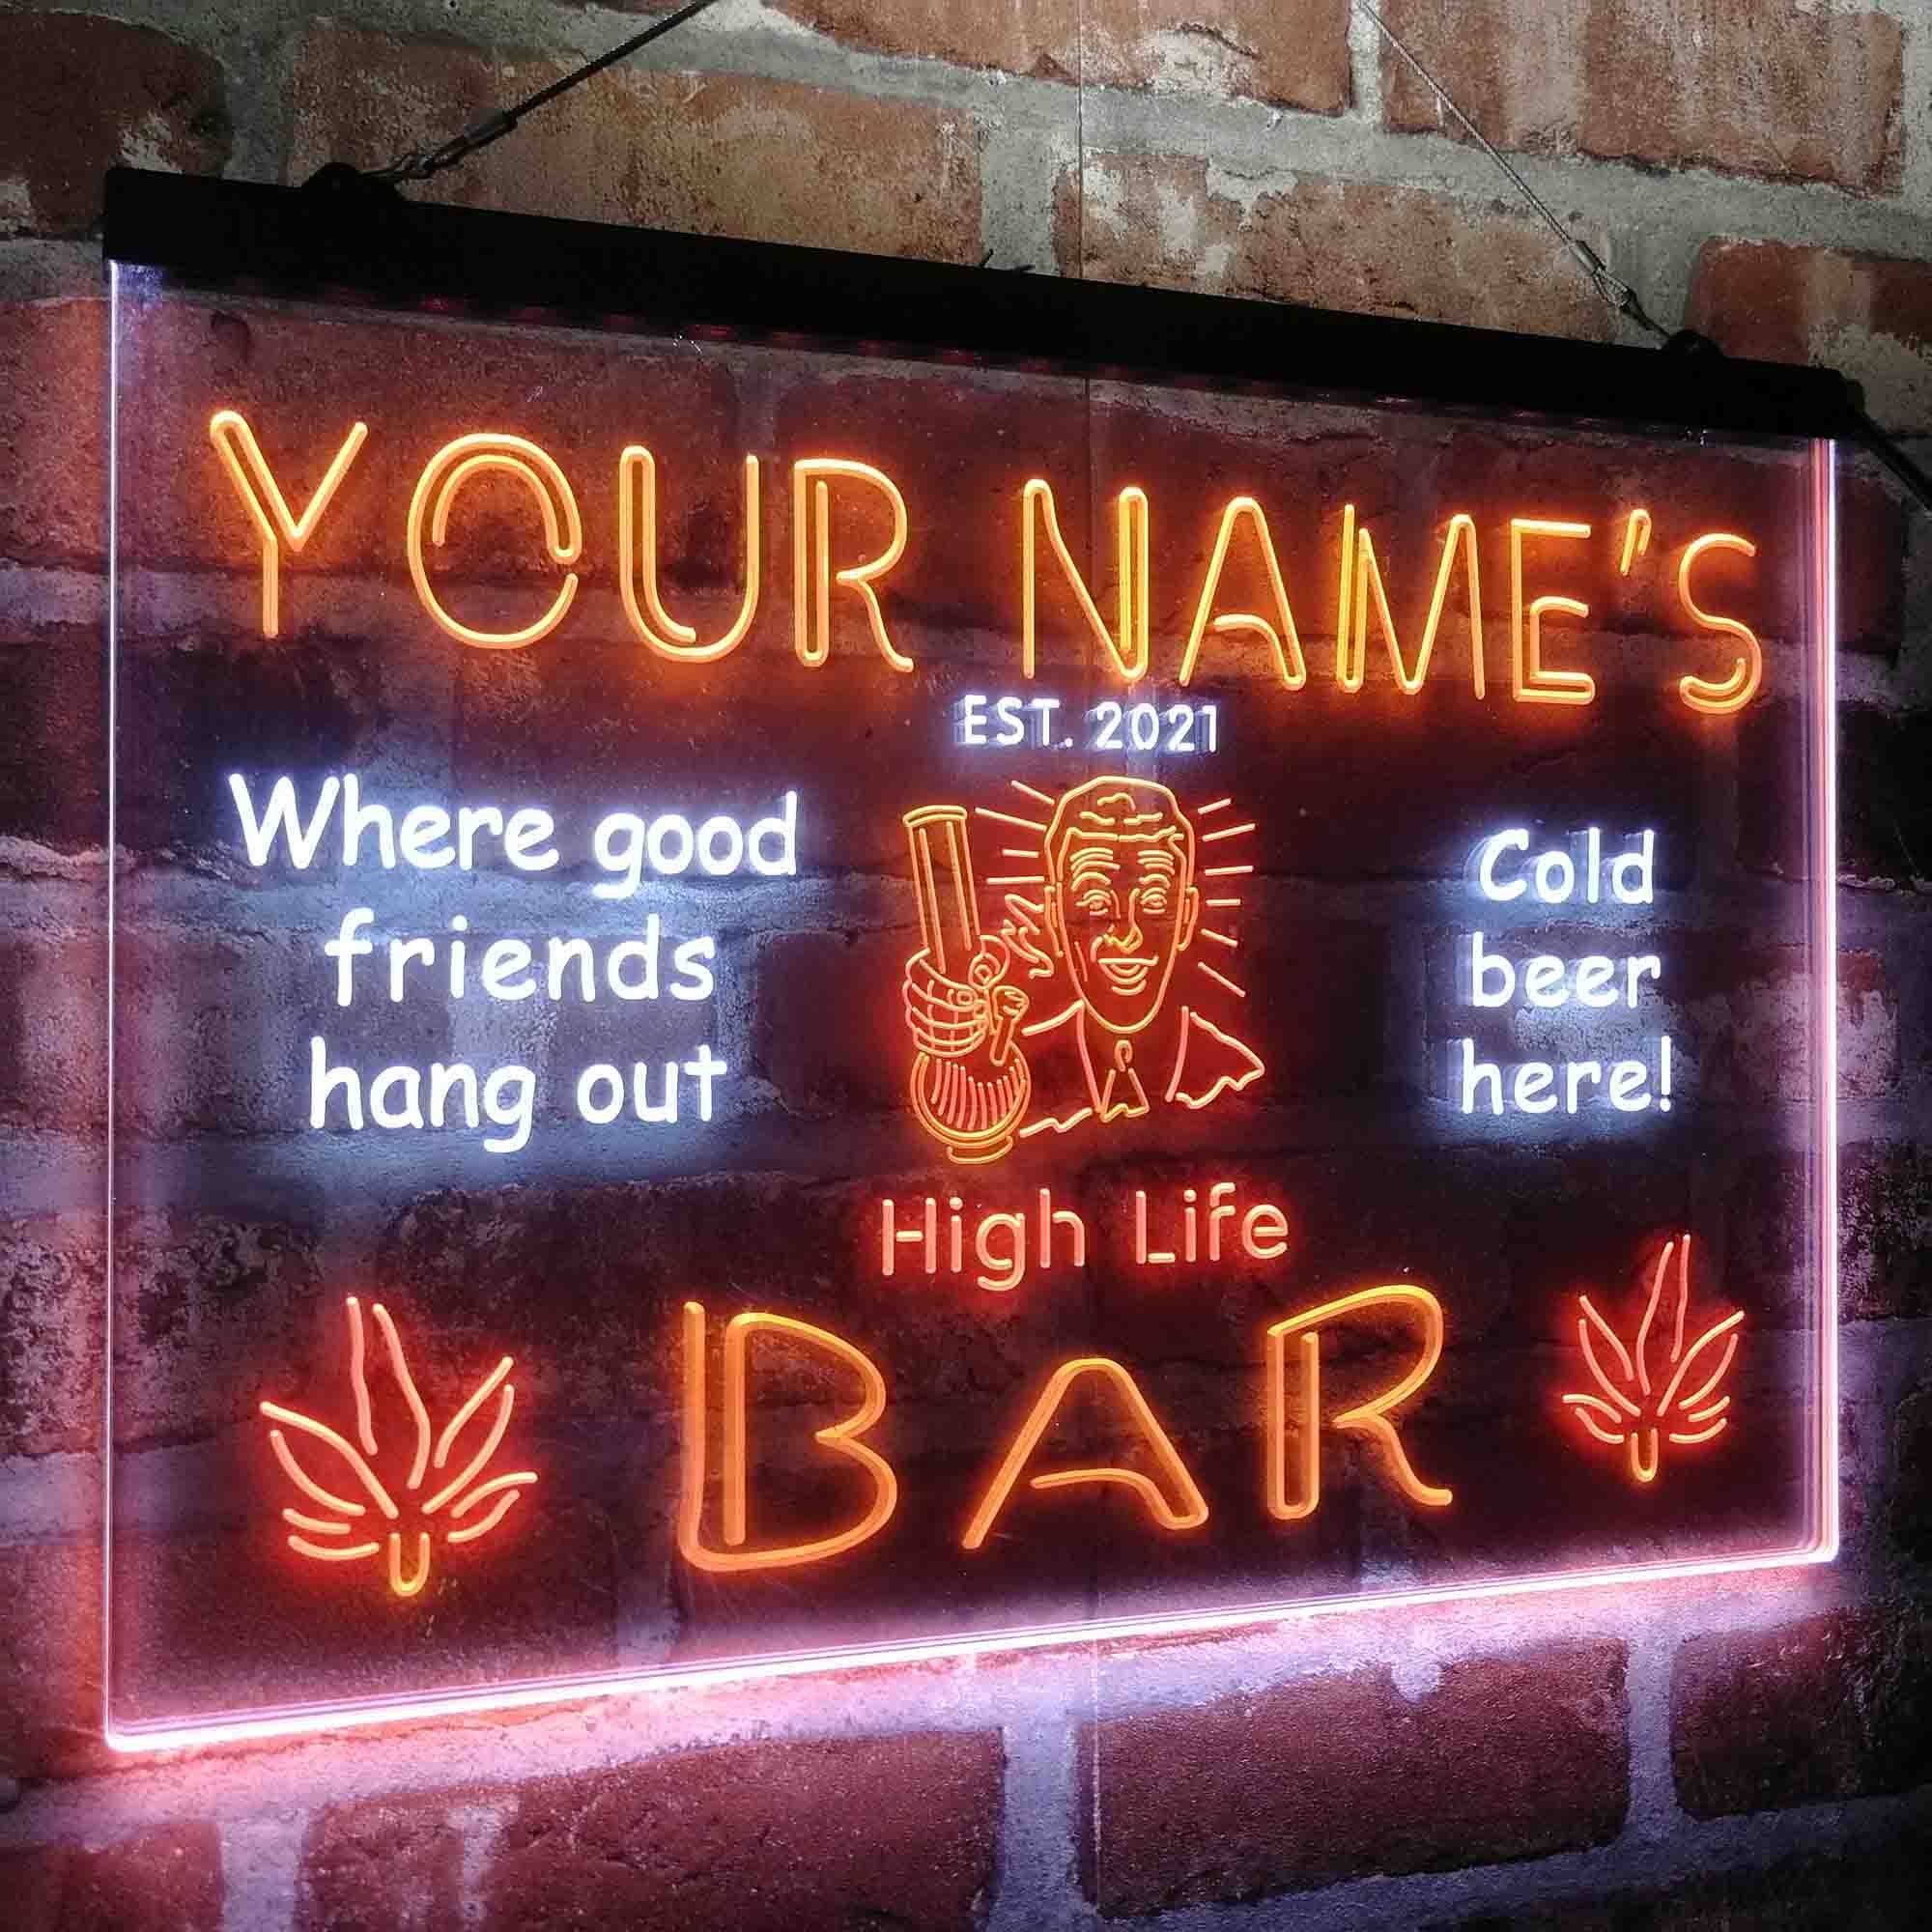 YOUR NAME'S
EST. 2021
Where good
friends
hang out
Cold
beer
here!
High Life
BAR